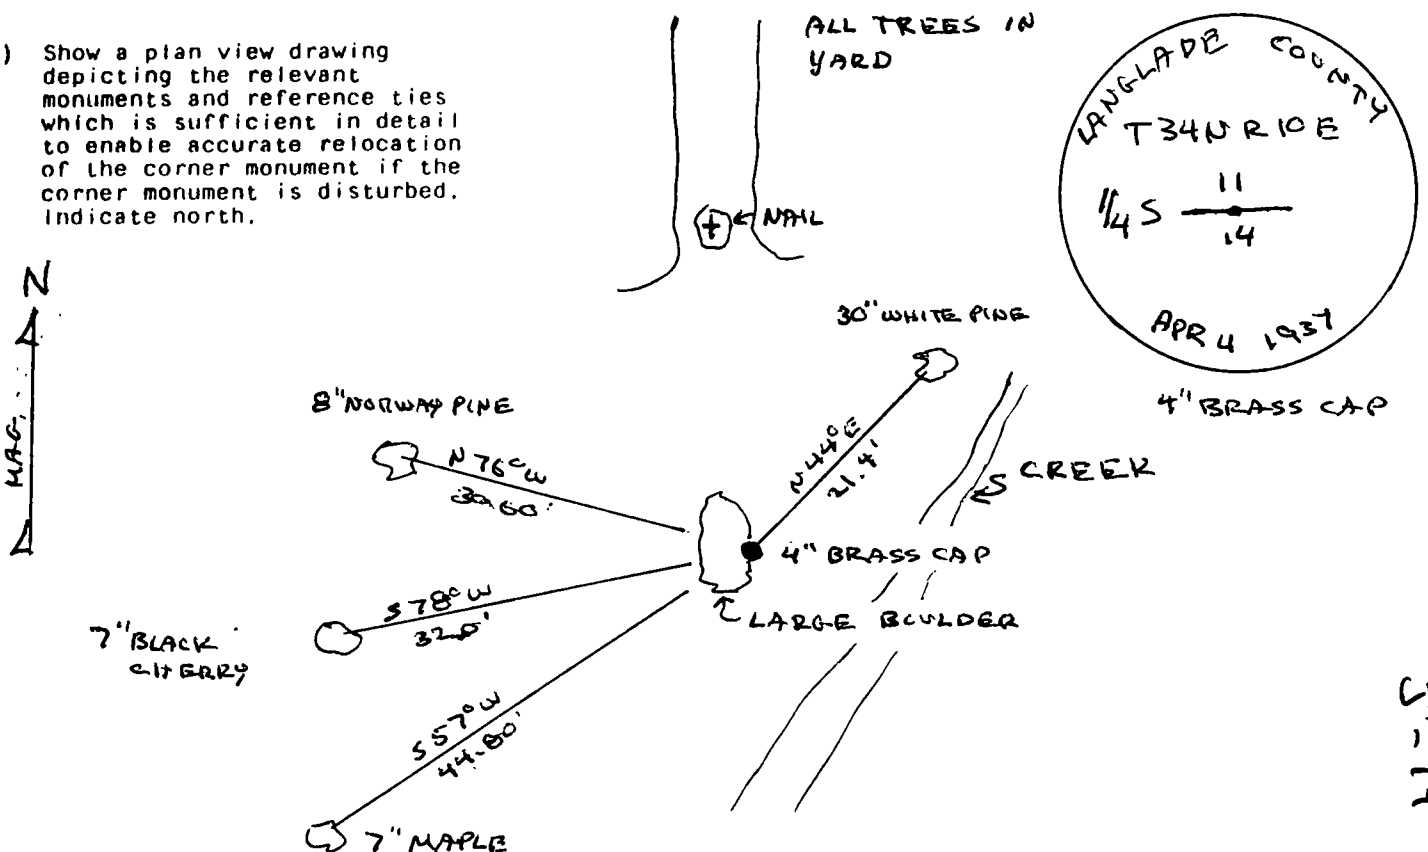 ) Show a plan view drawing
depicting the relevant
monuments and reference ties
which is sufficient in detail
to enable accurate relocation
of the corner monument if the
corner monument is disturbed.
Indicate north.
ALL TREES IN
YARD
NAIL
LANGLADE COUNTY
T34N R10E
1/4 S
11
14
APR 4 1937
4" BRASS CAP
N
MAG.
30" WHITE PINE
8" NORWAY PINE
N 76° W
N 44° E
21.4'
CREEK
4" BRASS CAP
LARGE BOULDER
7" BLACK
CHERRY
S 78° W
S 57° W
44.80'
7" MAPLE